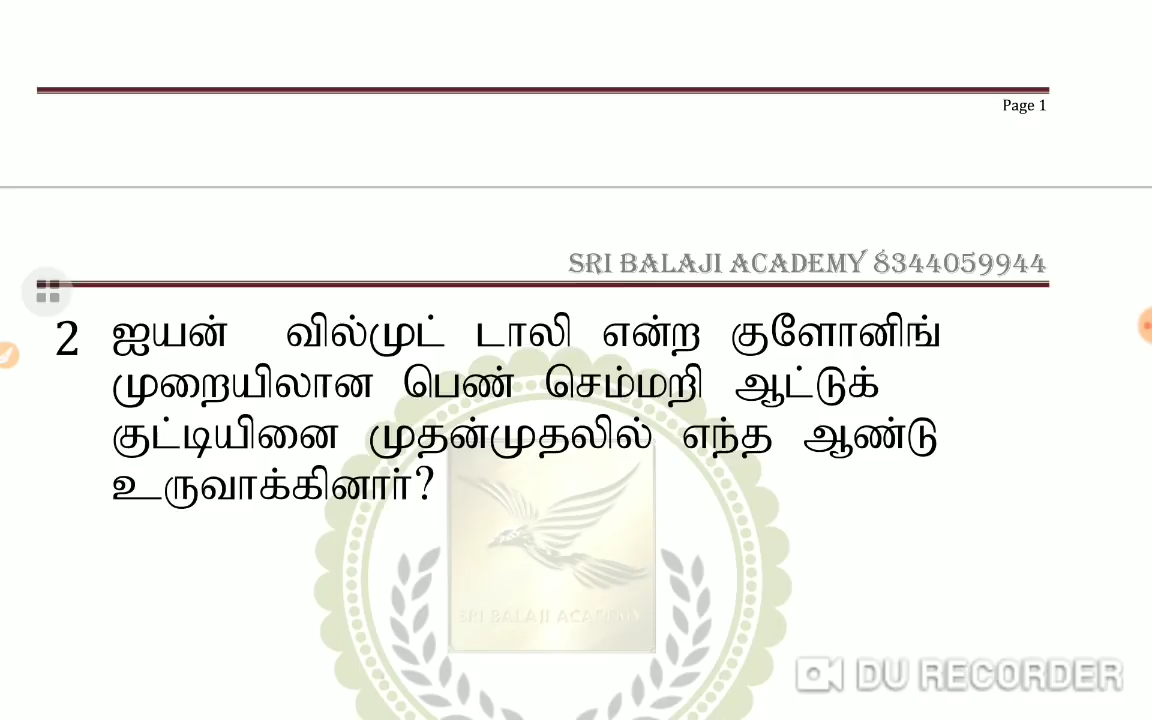 Page 1
SRI BALAJI ACADEMY 8344059944
2 ஐயன் வில்முட் டாலி என்ற குளோனிங்
முறையிலான பெண் செம்மறி ஆட்டுக்
குட்டியினை முதன்முதலில் எந்த ஆண்டு
உருவாக்கினார்?
SRI BALAJI ACADEMY
DU RECORDER